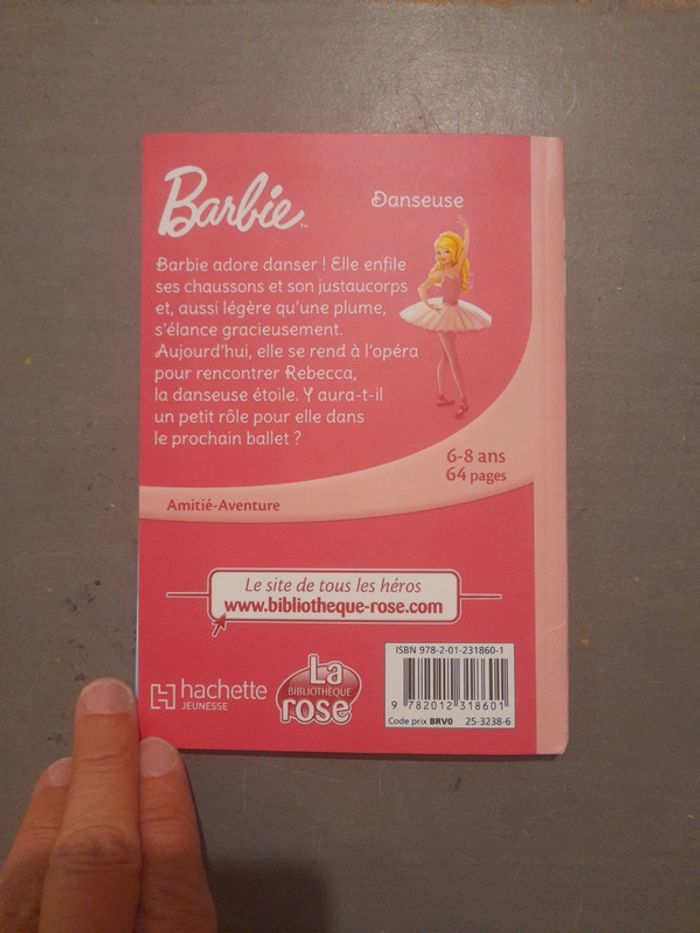 Barbie™
Danseuse
Barbie adore danser ! Elle enfile
ses chaussons et son justaucorps
et, aussi légère qu'une plume,
s'élance gracieusement.
Aujourd'hui, elle se rend à l'opéra
pour rencontrer Rebecca,
la danseuse étoile. Y aura-t-il
un petit rôle pour elle dans
le prochain ballet ?
6-8 ans
64 pages
Amitié-Aventure
Le site de tous les héros
www.bibliotheque-rose.com
hachette
JEUNESSE
La
BIBLIOTHÈQUE
rose
ISBN 978-2-01-231860-1
9 782012 318601
Code prix BRV0 25-3238-6